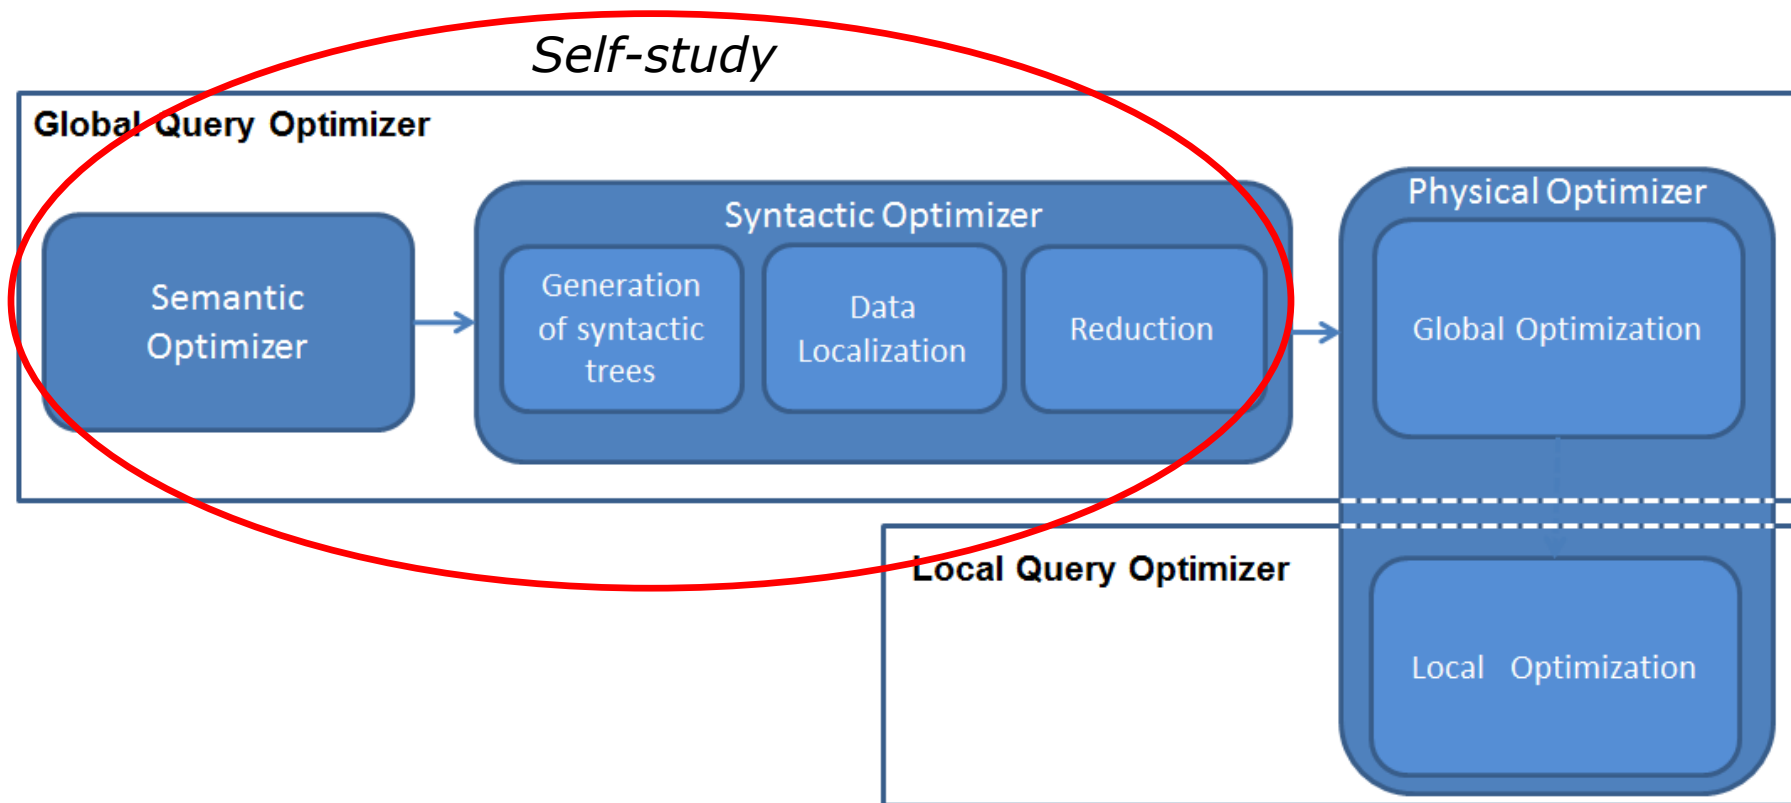 Self-study
Global Query Optimizer
Semantic
Optimizer
Syntactic Optimizer
Generation
of syntactic
trees
Data
Localization
Reduction
Physical Optimizer
Global Optimization
Local Query Optimizer
Local Optimization